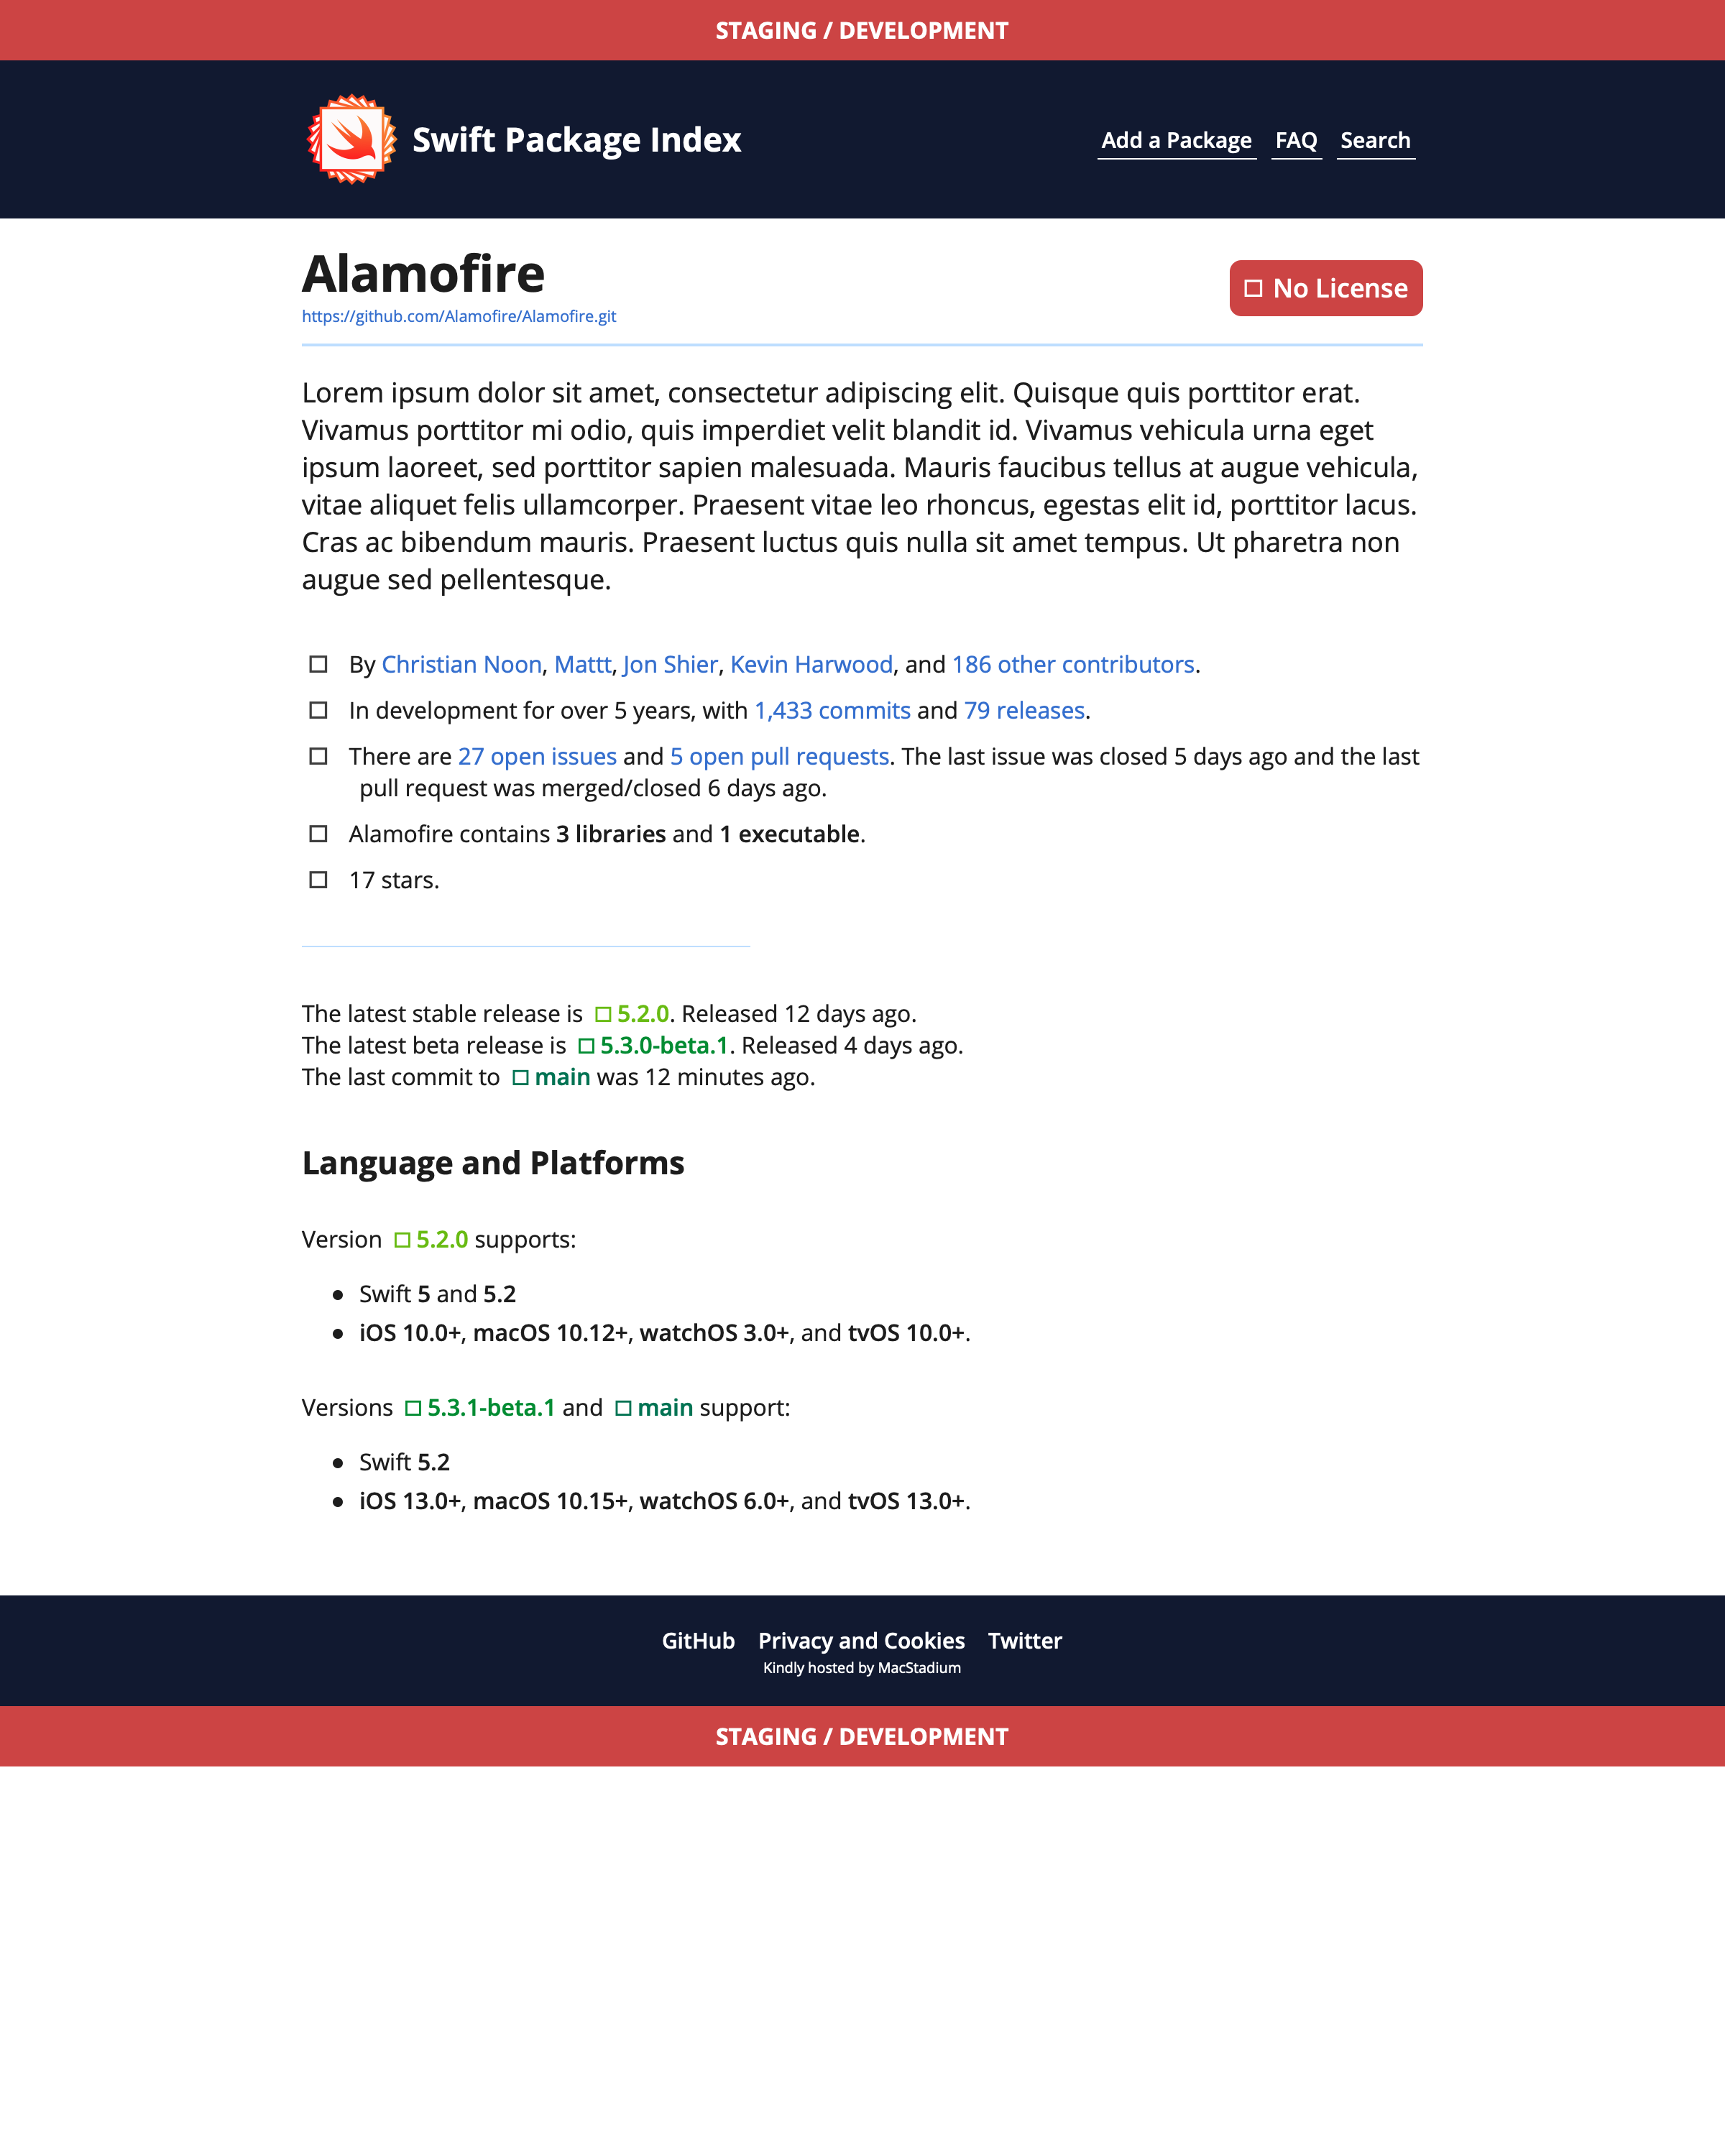 STAGING / DEVELOPMENT
Swift Package Index
Add a Package FAQ Search
Alamofire
No License
https://github.com/Alamofire/Alamofire.git
Lorem ipsum dolor sit amet, consectetur adipiscing elit. Quisque quis porttitor erat.
Vivamus porttitor mi odio, quis imperdiet velit blandit id. Vivamus vehicula urna eget
ipsum laoreet, sed porttitor sapien malesuada. Mauris faucibus tellus at augue vehicula,
vitae aliquet felis ullamcorper. Praesent vitae leo rhoncus, egestas elit id, porttitor lacus.
Cras ac bibendum mauris. Praesent luctus quis nulla sit amet tempus. Ut pharetra non
augue sed pellentesque.
By Christian Noon, Mattt, Jon Shier, Kevin Harwood, and 186 other contributors.
In development for over 5 years, with 1,433 commits and 79 releases.
There are 27 open issues and 5 open pull requests. The last issue was closed 5 days ago and the last
pull request was merged/closed 6 days ago.
Alamofire contains 3 libraries and 1 executable.
17 stars.
The latest stable release is 5.2.0. Released 12 days ago.
The latest beta release is 5.3.0-beta.1. Released 4 days ago.
The last commit to main was 12 minutes ago.
Language and Platforms
Version 5.2.0 supports:
Swift 5 and 5.2
iOS 10.0+, macOS 10.12+, watchOS 3.0+, and tvOS 10.0+.
Versions 5.3.1-beta.1 and main support:
Swift 5.2
iOS 13.0+, macOS 10.15+, watchOS 6.0+, and tvOS 13.0+.
GitHub Privacy and Cookies Twitter
Kindly hosted by MacStadium
STAGING / DEVELOPMENT